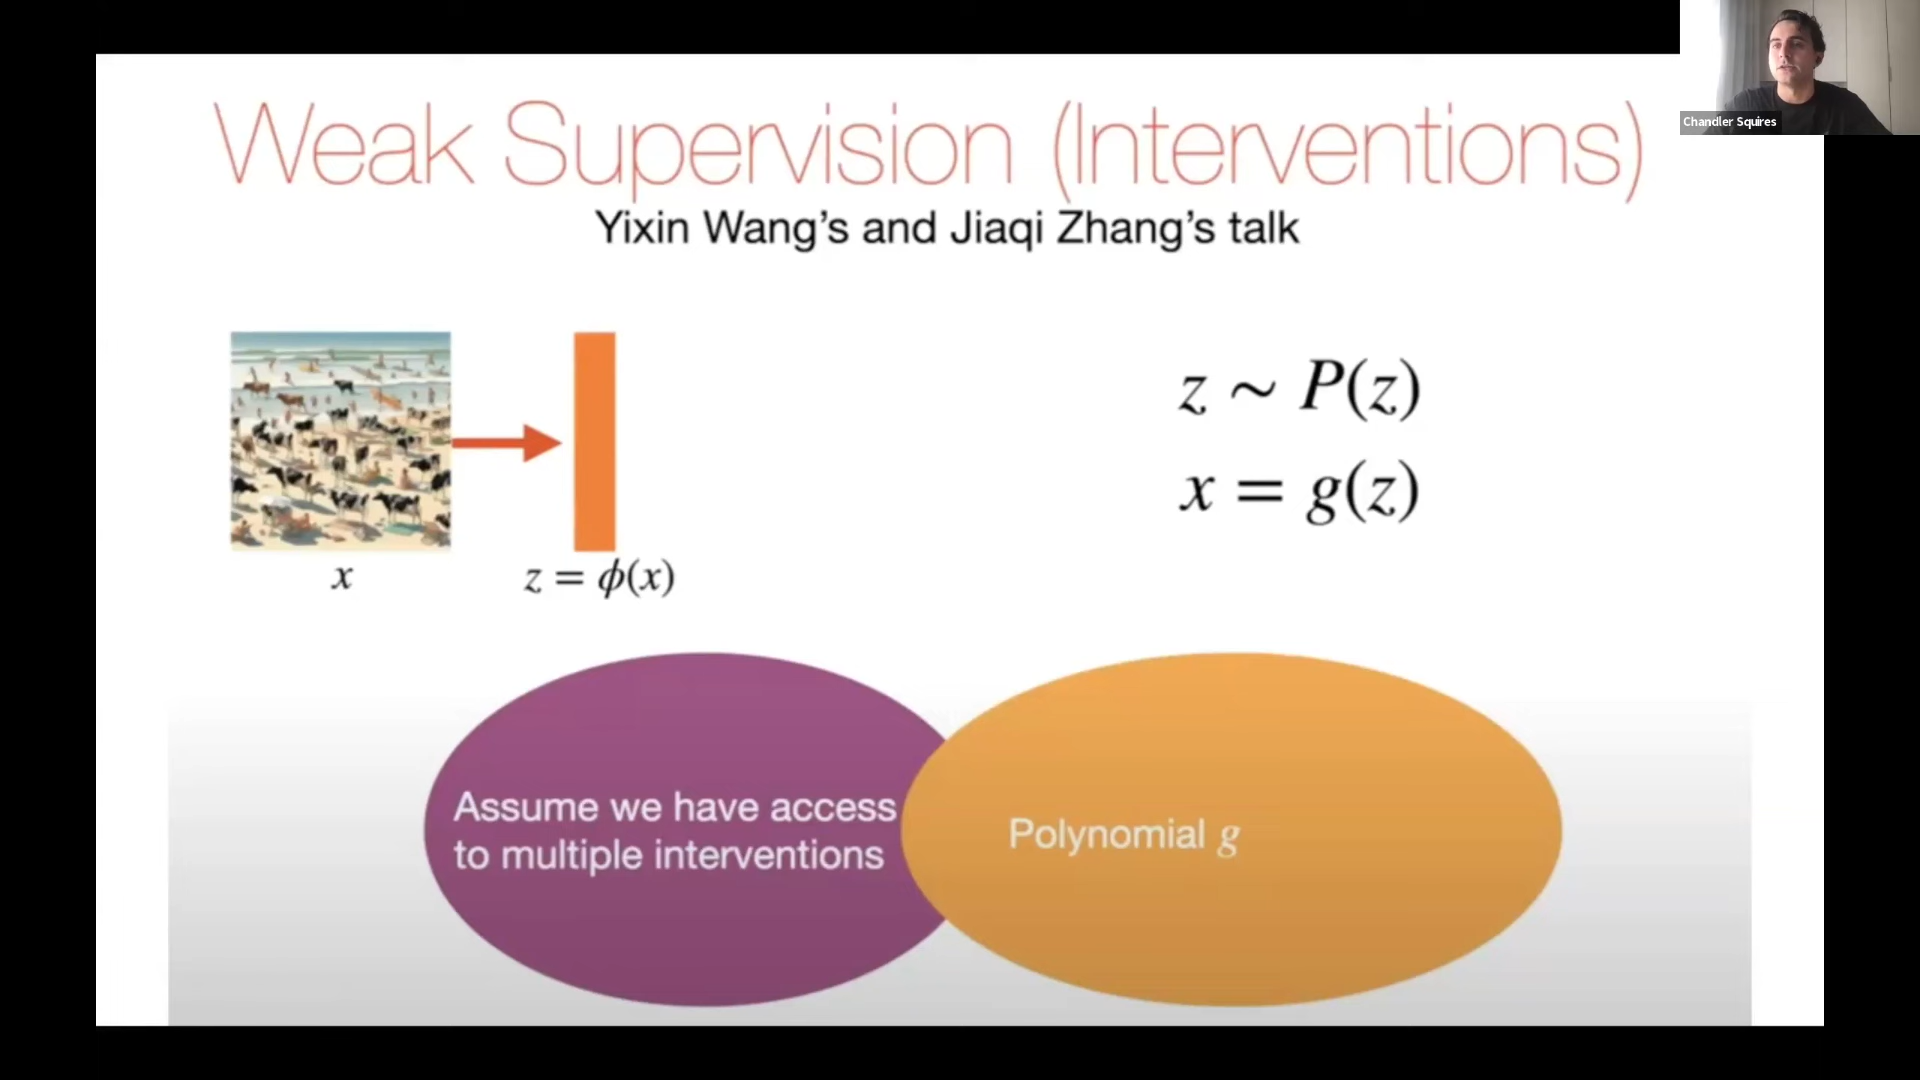 Weak Supervision (Interventions)
Yixin Wang's and Jiaqi Zhang's talk
Chandler Squires
z ∼ P(z)
x = g(z)
x
z = ϕ(x)
Assume we have access
to multiple interventions
Polynomial g